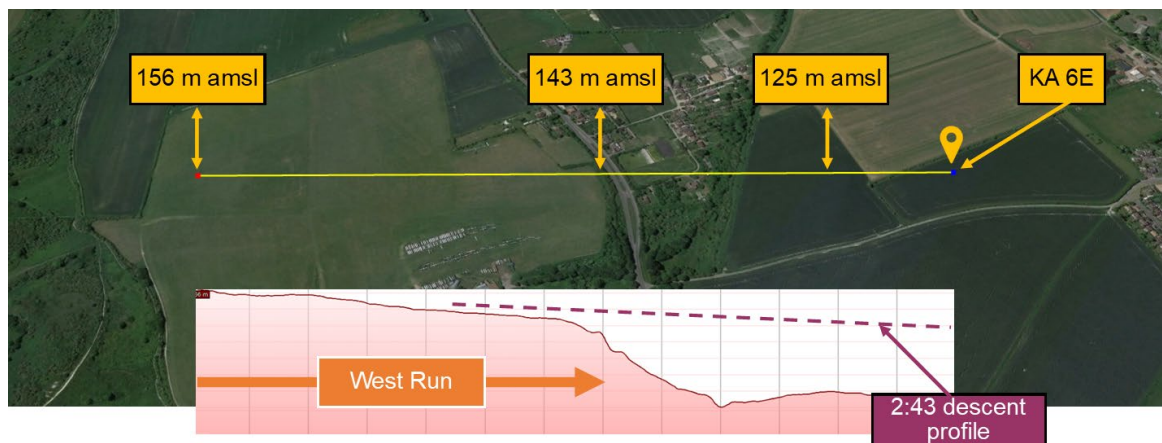 156 m amsl
143 m amsl
125 m amsl
KA 6E
West Run
2:43 descent
profile